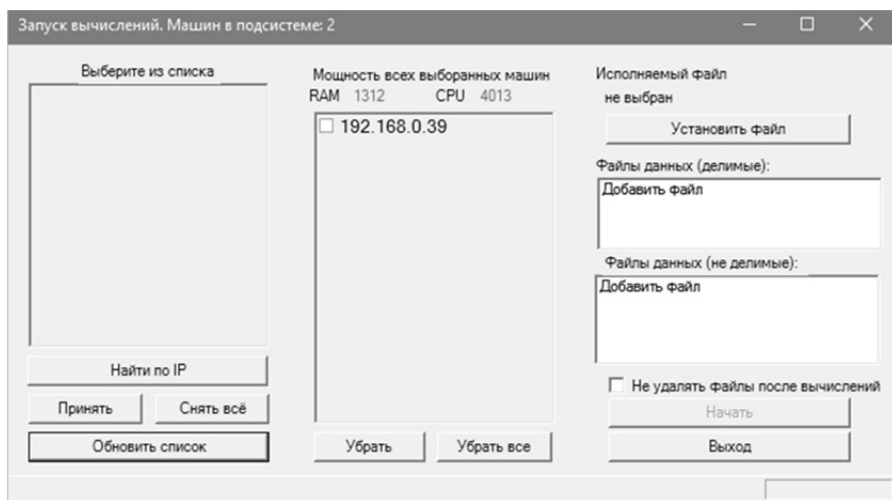 Запуск вычислений. Машин в подсистеме: 2
Выберите из списка
Найти по IP
Принять
Снять всё
Обновить список
Мощность всех выборанных машин
RAM 1312 CPU 4013
192.168.0.39
Убрать
Убрать все
Исполняемый файл
не выбран
Установить файл
Файлы данных (делимые):
Добавить файл
Файлы данных (не делимые):
Добавить файл
Не удалять файлы после вычислений
Начать
Выход